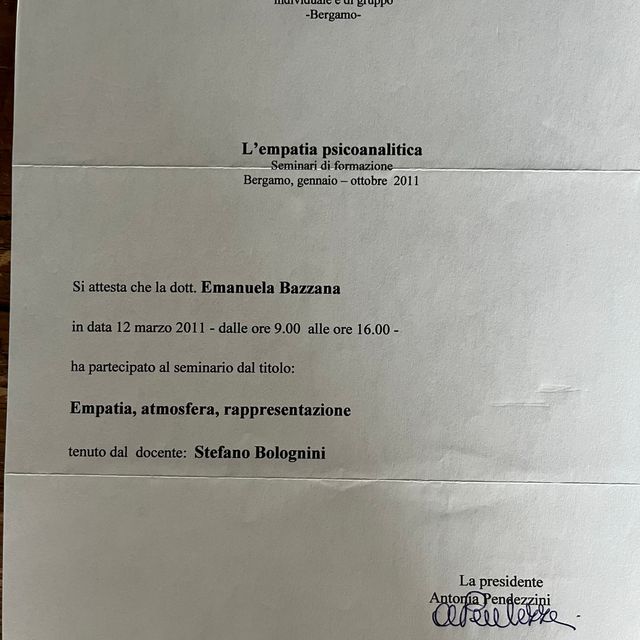 individuale e di gruppo
-Bergamo-
L'empatia psicoanalitica
Seminari di formazione
Bergamo, gennaio – ottobre 2011
Si attesta che la dott. Emanuela Bazzana
in data 12 marzo 2011 - dalle ore 9.00 alle ore 16.00 -
ha partecipato al seminario dal titolo:
Empatia, atmosfera, rappresentazione
tenuto dal docente: Stefano Bolognini
La presidente
Antonia Pendezzini